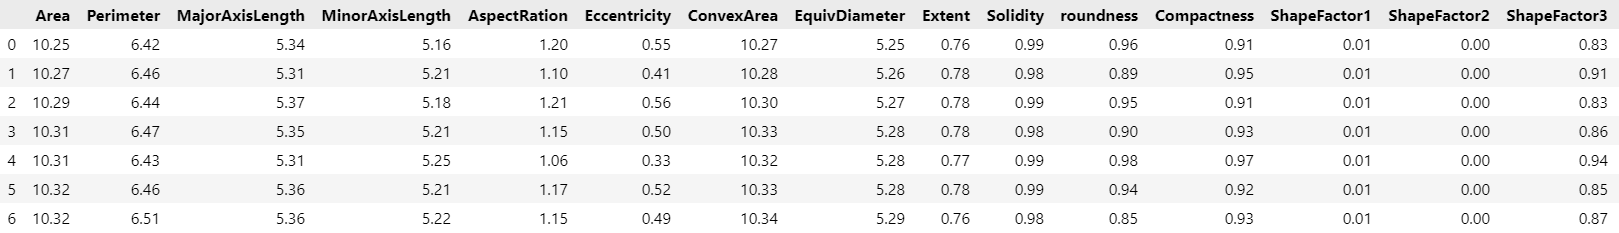 Area Perimeter MajorAxisLength MinorAxisLength AspectRation Eccentricity ConvexArea EquivDiameter Extent Solidity roundness Compactness ShapeFactor1 ShapeFactor2 ShapeFactor3
0 10.25 6.42 5.34 5.16 1.20 0.55 10.27 5.25 0.76 0.99 0.96 0.91 0.01 0.00 0.83
1 10.27 6.46 5.31 5.21 1.10 0.41 10.28 5.26 0.78 0.98 0.89 0.95 0.01 0.00 0.91
2 10.29 6.44 5.37 5.18 1.21 0.56 10.30 5.27 0.78 0.99 0.95 0.91 0.01 0.00 0.83
3 10.31 6.47 5.35 5.21 1.15 0.50 10.33 5.28 0.78 0.98 0.90 0.93 0.01 0.00 0.86
4 10.31 6.43 5.31 5.25 1.06 0.33 10.32 5.28 0.77 0.99 0.98 0.97 0.01 0.00 0.94
5 10.32 6.46 5.36 5.21 1.17 0.52 10.33 5.28 0.78 0.99 0.94 0.92 0.01 0.00 0.85
6 10.32 6.51 5.36 5.22 1.15 0.49 10.34 5.29 0.76 0.98 0.85 0.93 0.01 0.00 0.87